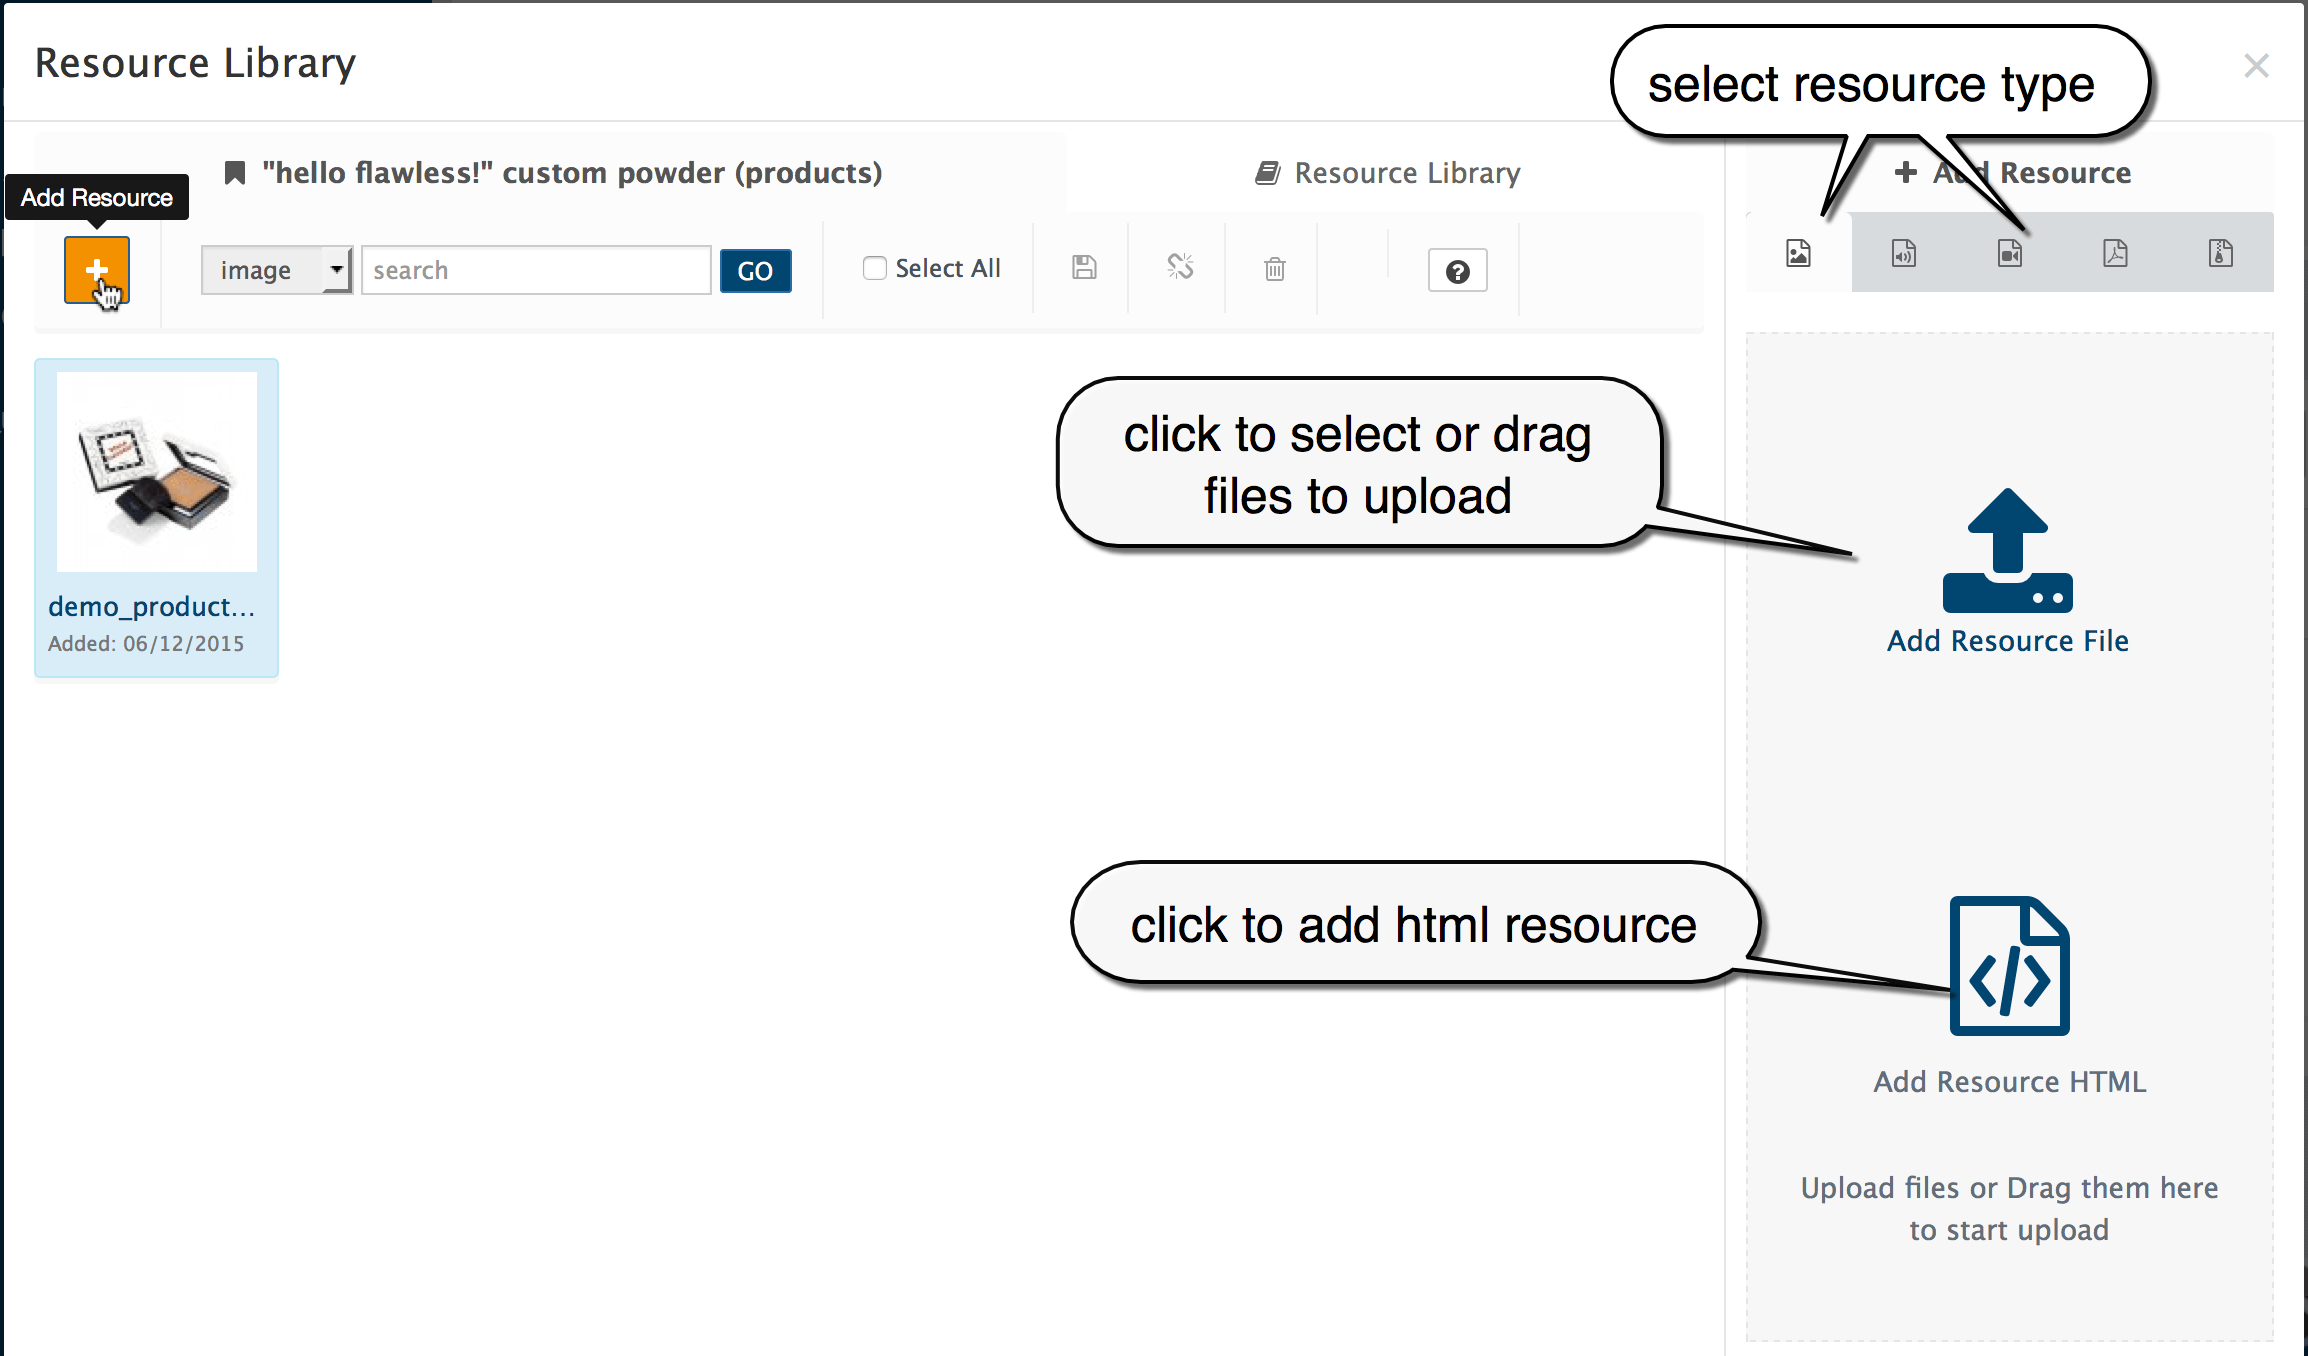 Resource Library
select resource type
"hello flawless!" custom powder (products)
Resource Library
Add Resource
Add Resource
image
search
GO
Select All
click to select or drag
files to upload
demo_product...
Added: 06/12/2015
Add Resource File
click to add html resource
Add Resource HTML
Upload files or Drag them here
to start upload